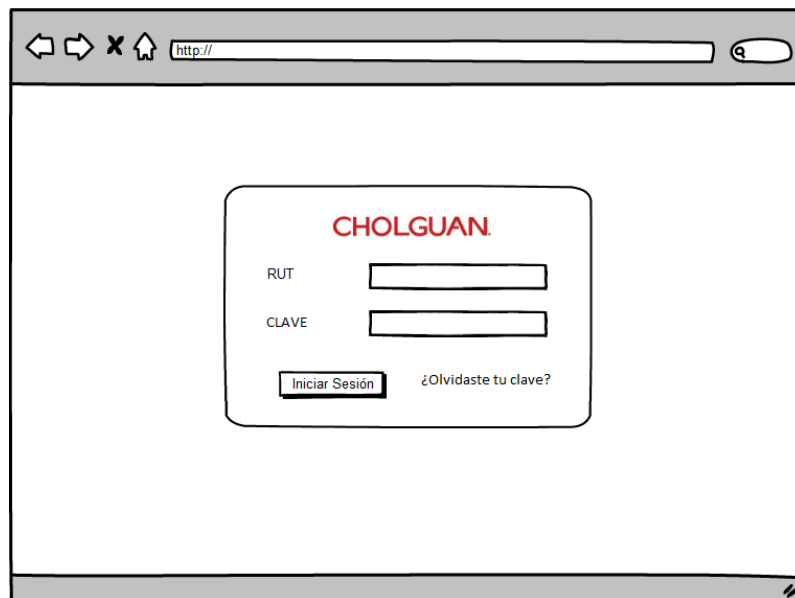 http://
CHOLGUAN.
RUT
CLAVE
Iniciar Sesión
¿Olvidaste tu clave?